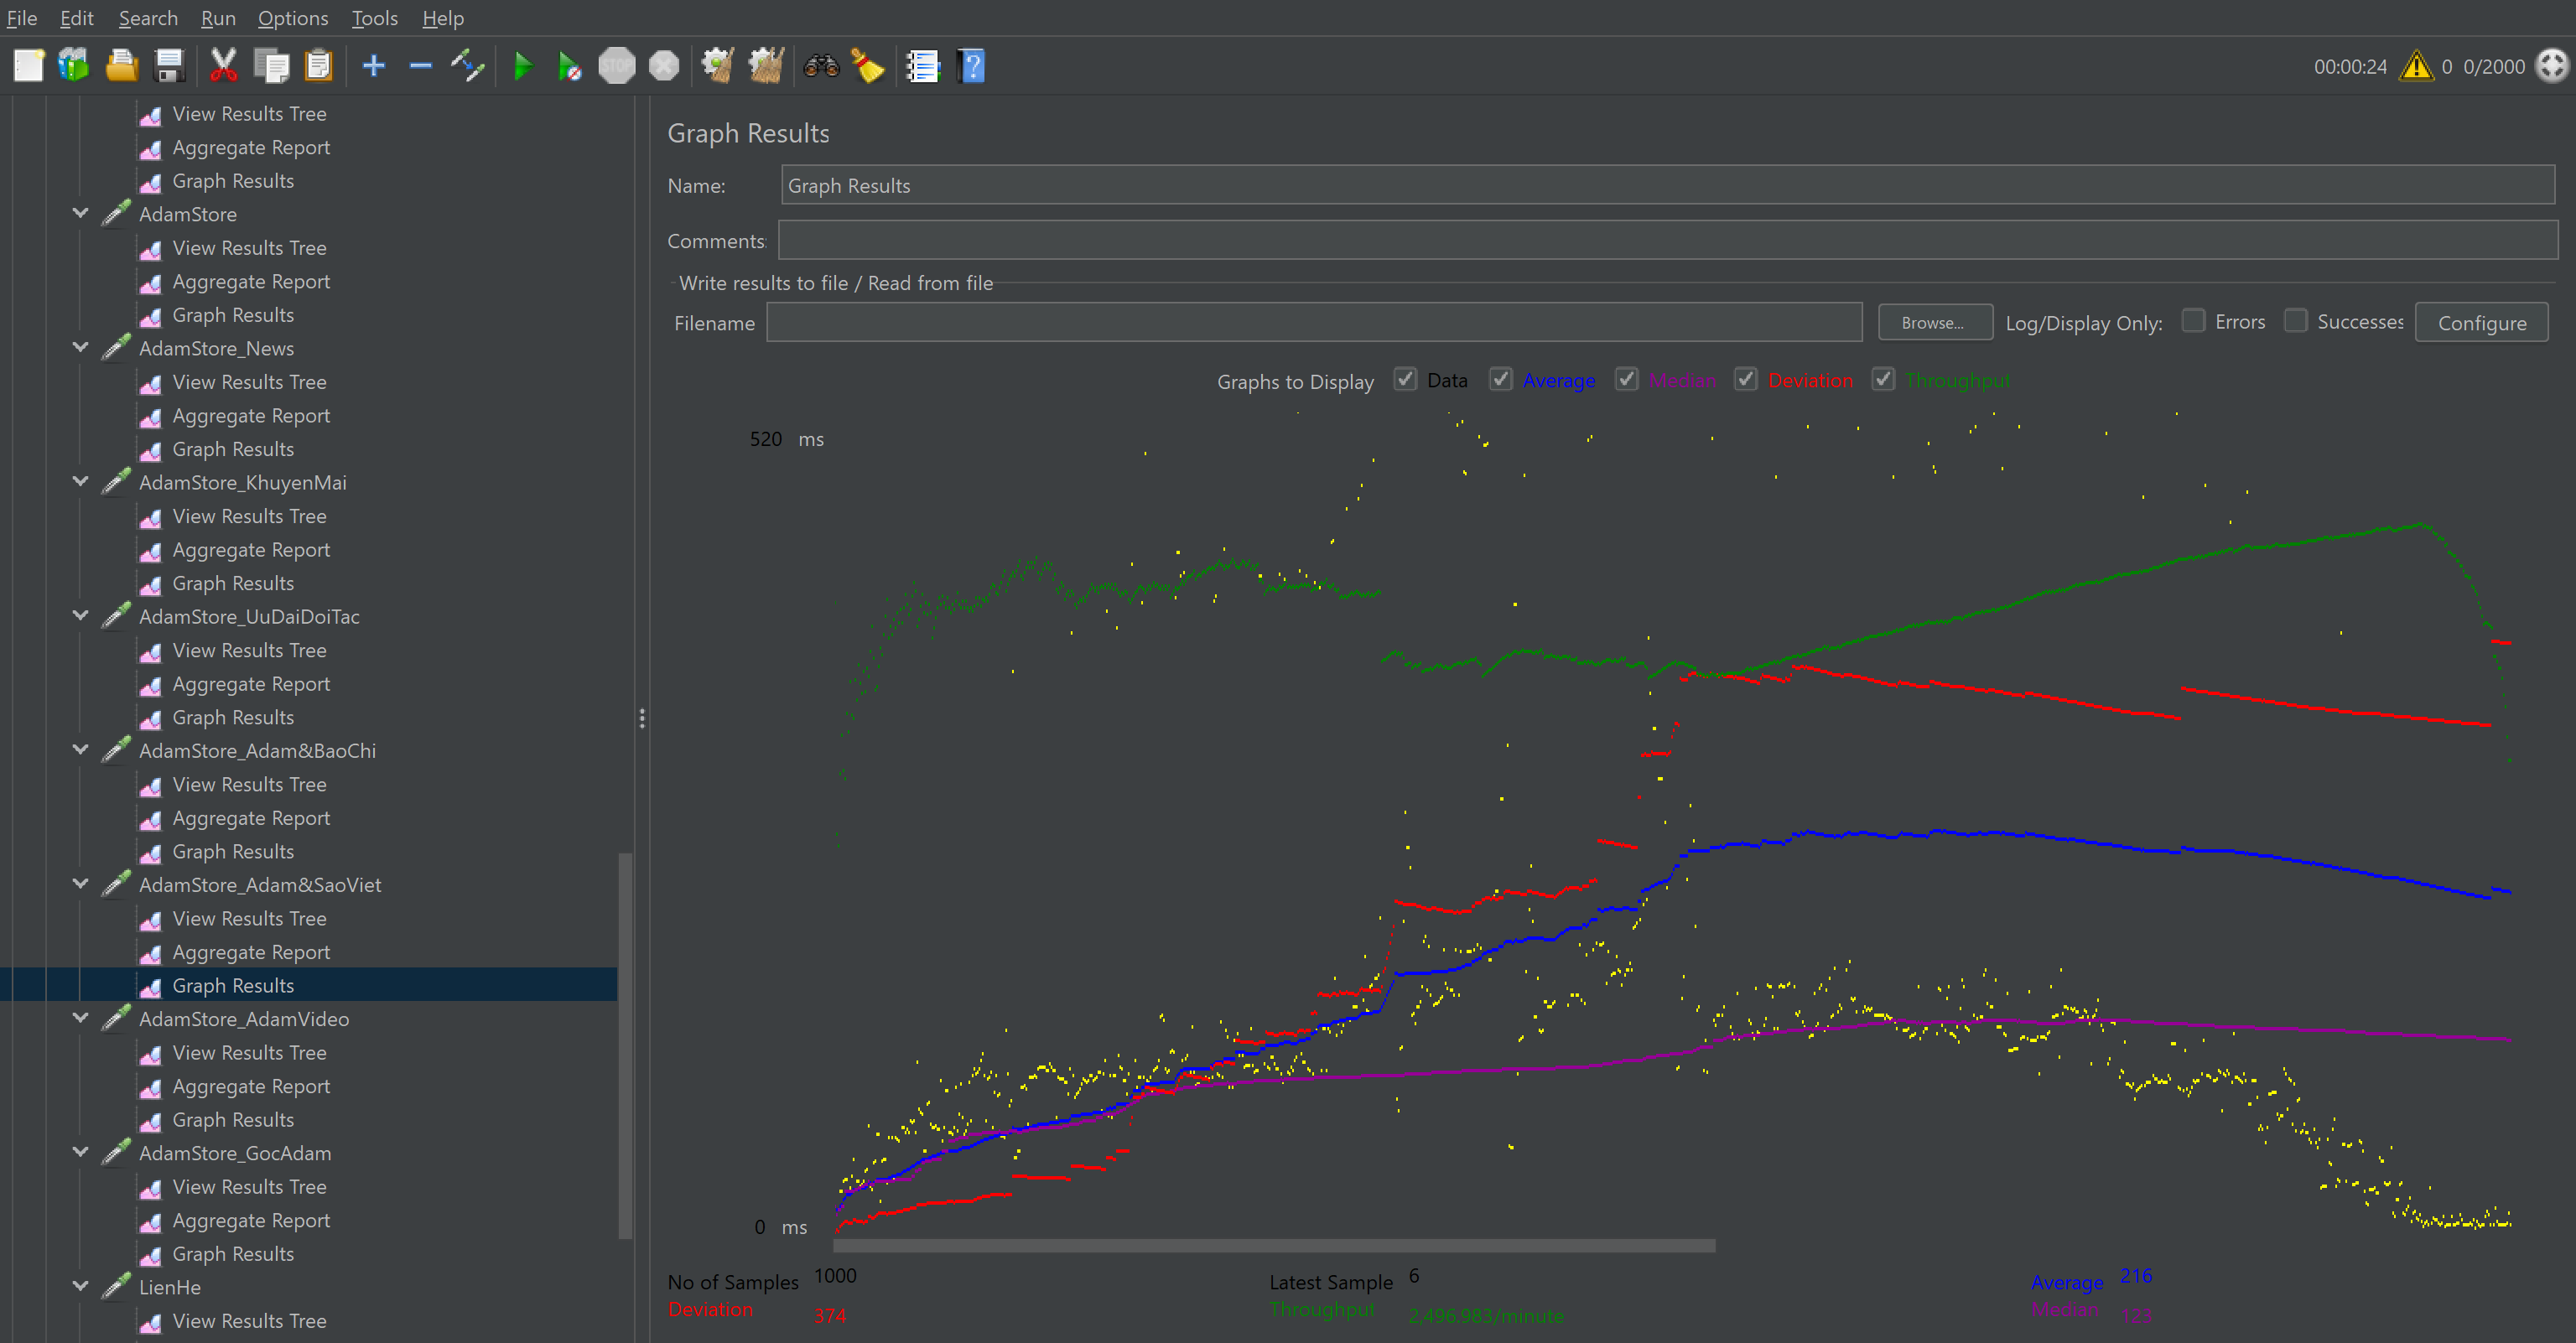 File Edit Search Run Options Tools Help
STOP
00:00:24 0 0/2000
View Results Tree
Aggregate Report
Graph Results
AdamStore
View Results Tree
Aggregate Report
Graph Results
AdamStore_News
View Results Tree
Aggregate Report
Graph Results
AdamStore_KhuyenMai
View Results Tree
Aggregate Report
Graph Results
AdamStore_UuDaiDoiTac
View Results Tree
Aggregate Report
Graph Results
AdamStore_Adam&BaoChi
View Results Tree
Aggregate Report
Graph Results
AdamStore_Adam&SaoViet
View Results Tree
Aggregate Report
Graph Results
AdamStore_AdamVideo
View Results Tree
Aggregate Report
Graph Results
AdamStore_GocAdam
View Results Tree
Aggregate Report
Graph Results
LienHe
View Results Tree
Graph Results
Name: Graph Results
Comments:
Write results to file / Read from file
Filename Browse... Log/Display Only: Errors Successes Configure
Graphs to Display Data Average Median Deviation Throughput
520 ms
0 ms
No of Samples 1000 Latest Sample 6 Average 216
Deviation 374 Throughput 2,496.983/minute Median 123